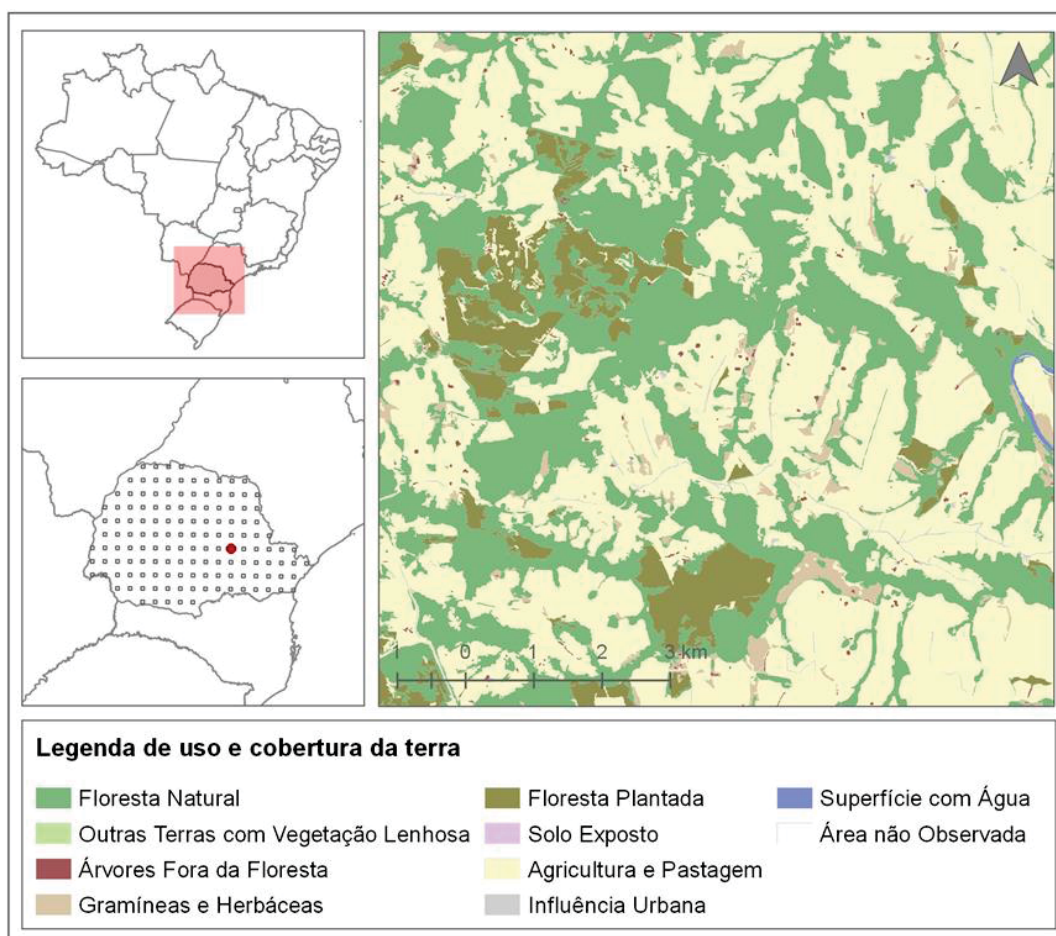 1 0 1 2 3 km
Legenda de uso e cobertura da terra
Floresta Natural
Outras Terras com Vegetação Lenhosa
Árvores Fora da Floresta
Gramíneas e Herbáceas
Floresta Plantada
Solo Exposto
Agricultura e Pastagem
Influência Urbana
Superfície com Água
Área não Observada